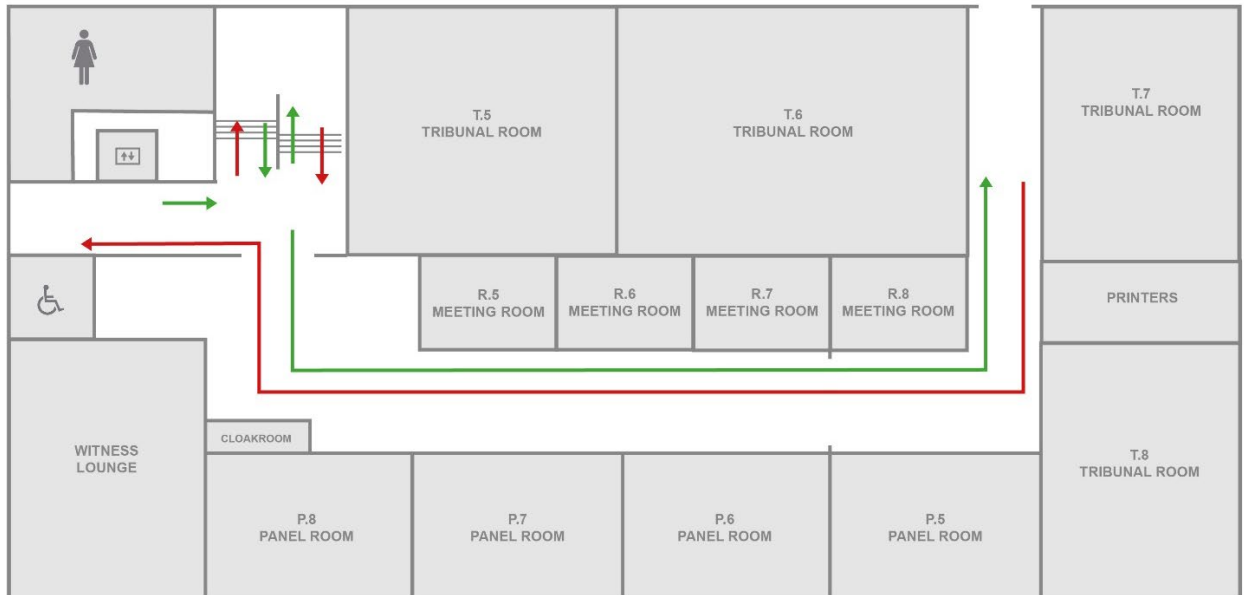 T.5
TRIBUNAL ROOM
T.6
TRIBUNAL ROOM
T.7
TRIBUNAL ROOM
R.5
MEETING ROOM
R.6
MEETING ROOM
R.7
MEETING ROOM
R.8
MEETING ROOM
PRINTERS
WITNESS
LOUNGE
CLOAKROOM
T.8
TRIBUNAL ROOM
P.8
PANEL ROOM
P.7
PANEL ROOM
P.6
PANEL ROOM
P.5
PANEL ROOM